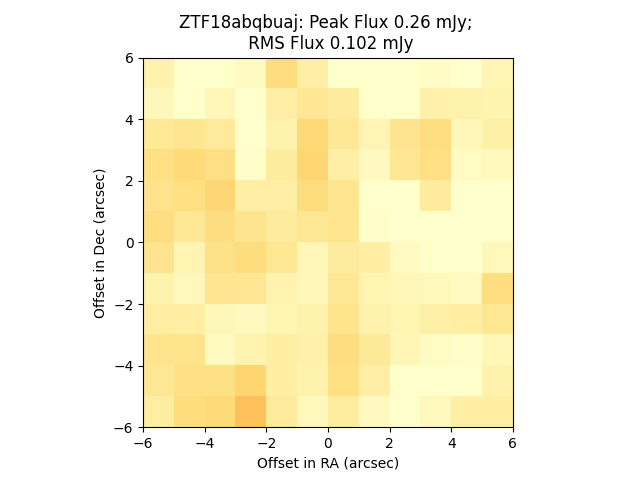 ZTF18abqbuaj: Peak Flux 0.26 mJy;
RMS Flux 0.102 mJy
6
4
2
0
−2
−4
−6
Offset in Dec (arcsec)
−6 −4 −2 0 2 4 6
Offset in RA (arcsec)